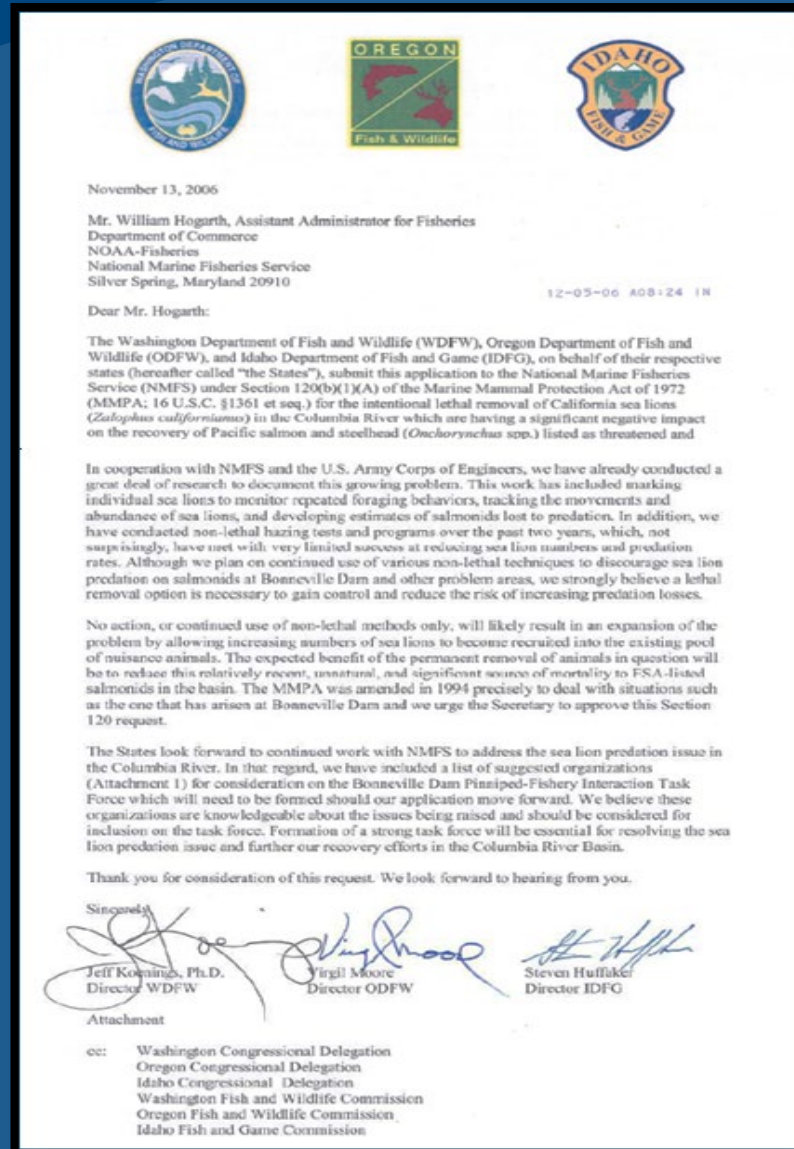 WASHINGTON DEPARTMENT OF
FISH AND WILDLIFE
OREGON
Fish & Wildlife
IDAHO
FISH & GAME
November 13, 2006
Mr. William Hogarth, Assistant Administrator for Fisheries
Department of Commerce
NOAA-Fisheries
National Marine Fisheries Service
Silver Spring, Maryland 20910
12-05-06 A08:24 IN
Dear Mr. Hogarth:
The Washington Department of Fish and Wildlife (WDFW), Oregon Department of Fish and
Wildlife (ODFW), and Idaho Department of Fish and Game (IDFG), on behalf of their respective
states (hereafter called “the States”), submit this application to the National Marine Fisheries
Service (NMFS) under Section 120(b)(1)(A) of the Marine Mammal Protection Act of 1972
(MMPA; 16 U.S.C. §1361 et seq.) for the intentional lethal removal of California sea lions
(Zalophus californianus) in the Columbia River which are having a significant negative impact
on the recovery of Pacific salmon and steelhead (Onchorynchus spp.) listed as threatened and
In cooperation with NMFS and the U.S. Army Corps of Engineers, we have already conducted a
great deal of research to document this growing problem. This work has included marking
individual sea lions to monitor repeated foraging behaviors, tracking the movements and
abundance of sea lions, and developing estimates of salmonids lost to predation. In addition, we
have conducted non-lethal hazing tests and programs over the past two years, which, not
surprisingly, have met with very limited success at reducing sea lion numbers and predation
rates. Although we plan on continued use of various non-lethal techniques to discourage sea lion
predation on salmonids at Bonneville Dam and other problem areas, we strongly believe a lethal
removal option is necessary to gain control and reduce the risk of increasing predation losses.
No action, or continued use of non-lethal methods only, will likely result in an expansion of the
problem by allowing increasing numbers of sea lions to become recruited into the existing pool
of nuisance animals. The expected benefit of the permanent removal of animals in question will
be to reduce this relatively recent, unnatural, and significant source of mortality to ESA-listed
salmonids in the basin. The MMPA was amended in 1994 precisely to deal with situations such
as the one that has arisen at Bonneville Dam and we urge the Secretary to approve this Section
120 request.
The States look forward to continued work with NMFS to address the sea lion predation issue in
the Columbia River. In that regard, we have included a list of suggested organizations
(Attachment 1) for consideration on the Bonneville Dam Pinniped-Fishery Interaction Task
Force which will need to be formed should our application move forward. We believe these
organizations are knowledgeable about the issues being raised and should be considered for
inclusion on the task force. Formation of a strong task force will be essential for resolving the sea
lion predation issue and further our recovery efforts in the Columbia River Basin.
Thank you for consideration of this request. We look forward to hearing from you.
Sincerely,
Jeff Koenings, Ph.D.
Director WDFW
Virgil Moore
Director ODFW
Steven Huffaker
Director IDFG
Attachment
cc: Washington Congressional Delegation
Oregon Congressional Delegation
Idaho Congressional Delegation
Washington Fish and Wildlife Commission
Oregon Fish and Wildlife Commission
Idaho Fish and Game Commission